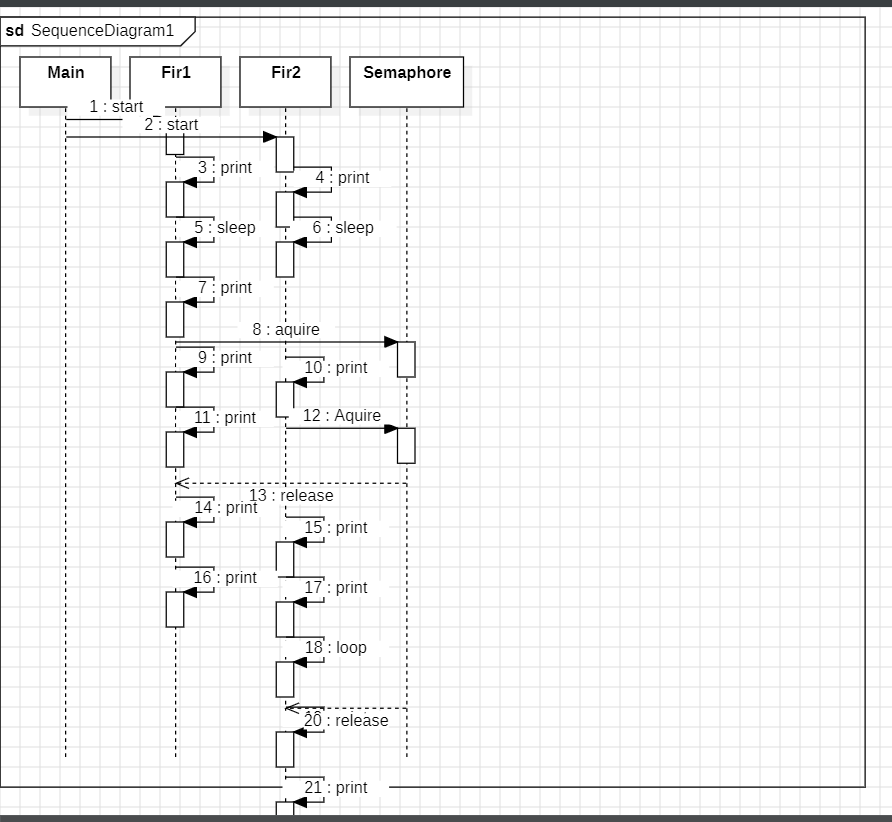 sd SequenceDiagram1
Main
Fir1
Fir2
Semaphore
1 : start
2 : start
3 : print
4 : print
5 : sleep
6 : sleep
7 : print
8 : aquire
9 : print
10 : print
11 : print
12 : Aquire
13 : release
14 : print
15 : print
16 : print
17 : print
18 : loop
20 : release
21 : print